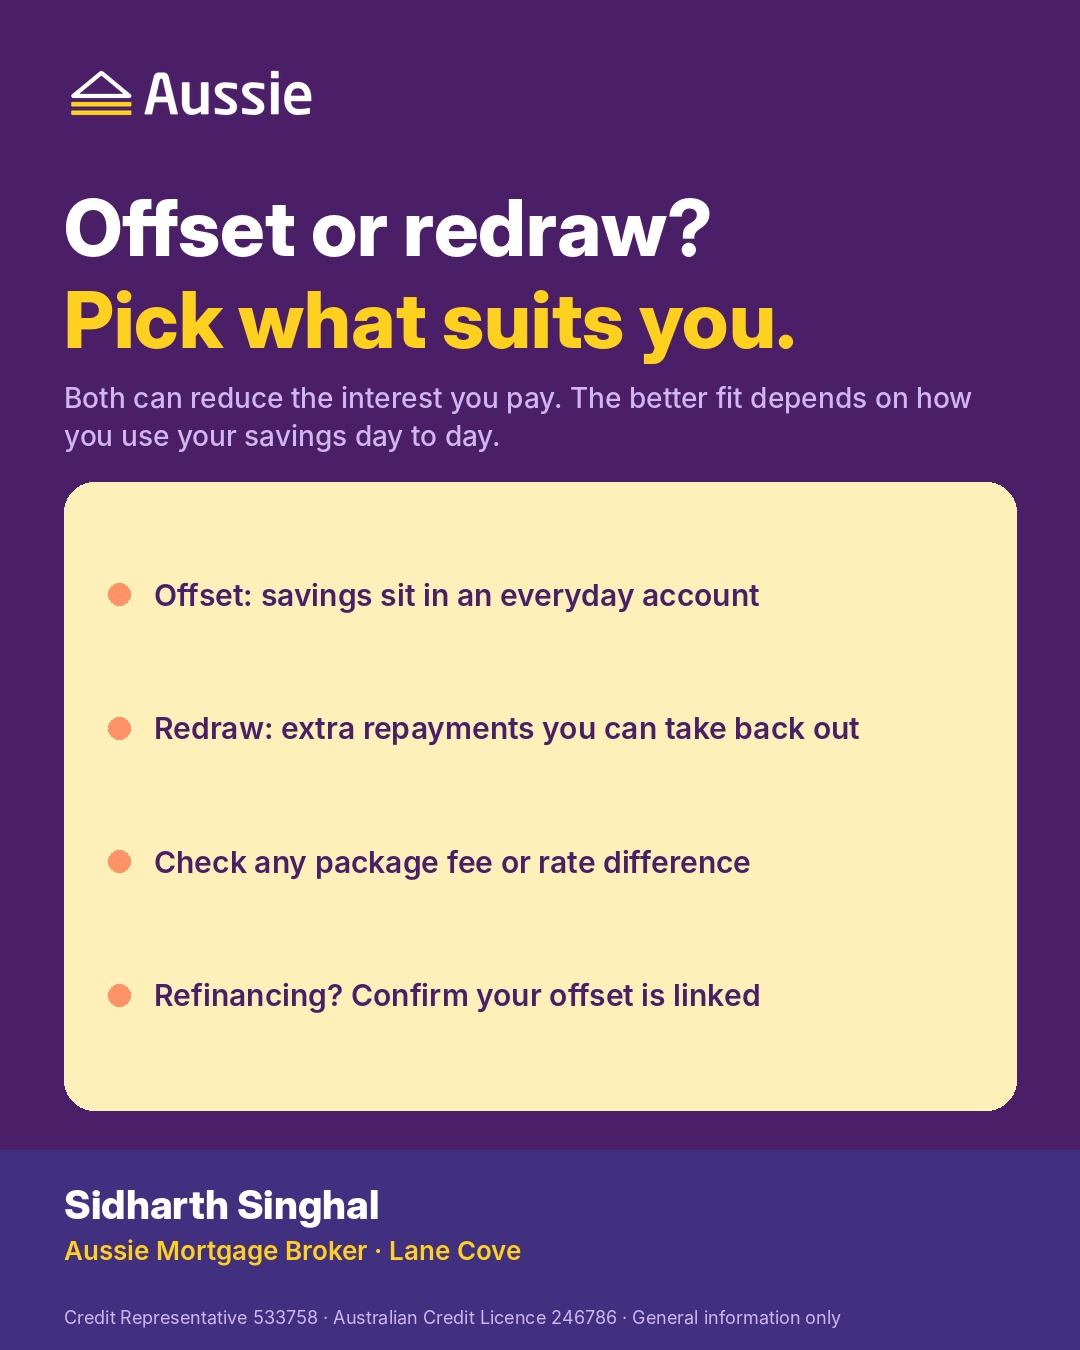 Aussie
Offset or redraw?
Pick what suits you.
Both can reduce the interest you pay. The better fit depends on how
you use your savings day to day.
Offset: savings sit in an everyday account
Redraw: extra repayments you can take back out
Check any package fee or rate difference
Refinancing? Confirm your offset is linked
Sidharth Singhal
Aussie Mortgage Broker · Lane Cove
Credit Representative 533758 · Australian Credit Licence 246786 · General information only